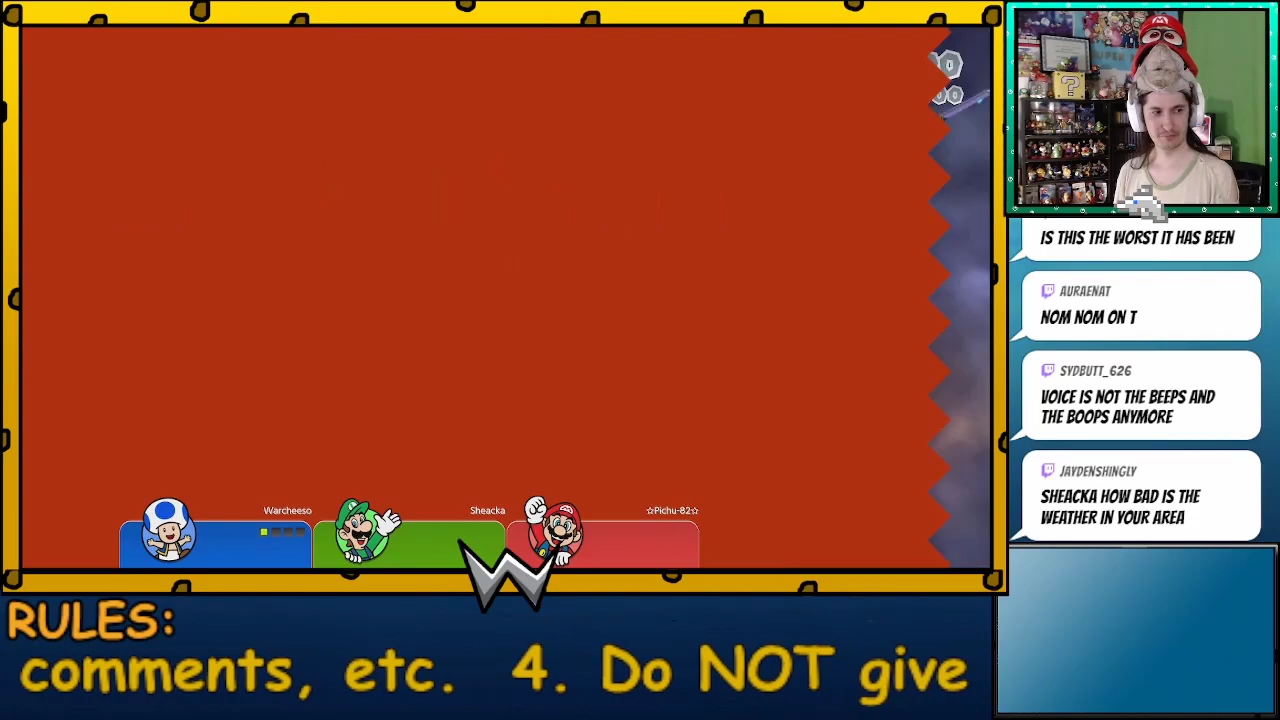 IS THIS THE WORST IT HAS BEEN
AURAENAT
NOM NOM ON T
SYDBUTT_626
VOICE IS NOT THE BEEPS AND
THE BOOPS ANYMORE
JAYDENSHINGLY
SHEACKA HOW BAD IS THE
WEATHER IN YOUR AREA
Warcheeso
Sheacka
☆Pichu-82☆
RULES:
comments, etc. 4. Do NOT give